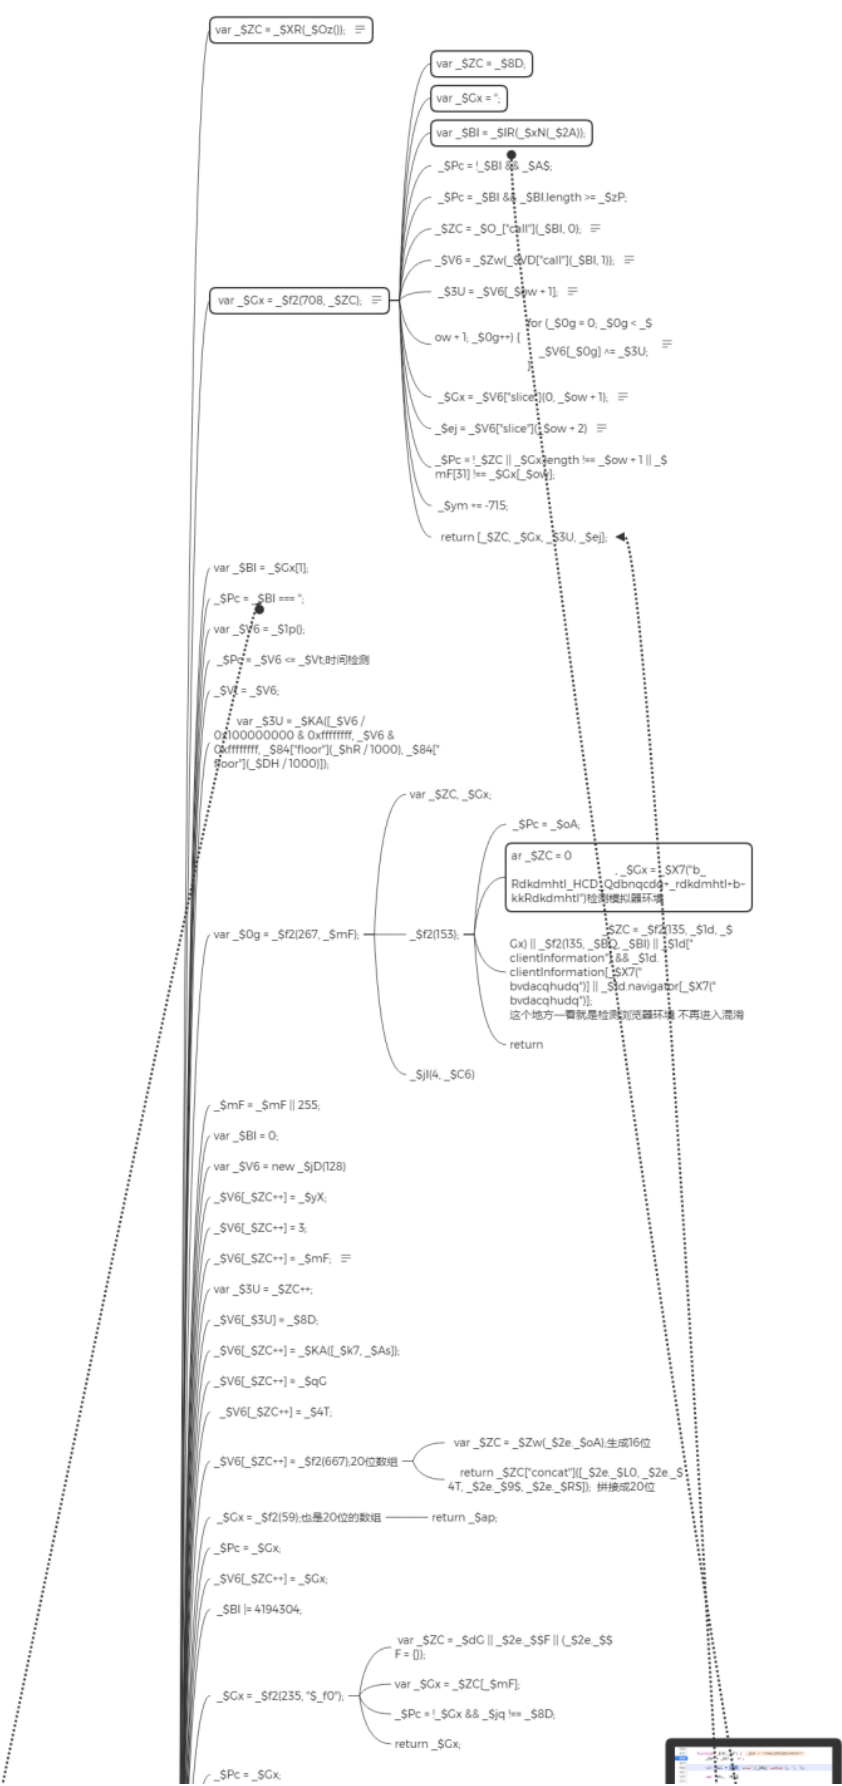 var _$ZC = _$XR(_$Oz());
var _$ZC = _$8D;
var _$Gx = '';
var _$BI = _$IR(_$xN(_$2A));
_$Pc = !_$BI && _$A$;
_$Pc = _$BI && _$BI.length >= _$zP;
_$ZC = _$O_["call"](_$BI, 0);
_$V6 = _$Zw(_$VD["call"](_$BI, 1));
_$3U = _$V6[_$ow + 1];
var _$Gx = _$f2(708, _$ZC);
for (_$0g = 0; _$0g < _$
ow + 1; _$0g++) {
_$V6[_$0g] ^= _$3U;
}
_$Gx = _$V6["slice"](0, _$ow + 1);
_$ej = _$V6["slice"](_$ow + 2)
_$Pc = !_$ZC || _$Gx.length !== _$ow + 1 || _$
mF[31] !== _$Gx[_$ow];
_$ym += -715;
return [_$ZC, _$Gx, _$3U, _$ej];
var _$BI = _$Gx[1];
_$Pc = _$BI === '';
var _$V6 = _$1p();
_$Pc = _$V6 <= _$Vt;时间检测
_$Vt = _$V6;
var _$3U = _$KA([_$V6 /
0x100000000 & 0xffffffff, _$V6 &
0xffffffff, _$84["floor"](_$hR / 1000), _$84["
floor"](_$DH / 1000)]);
var _$ZC, _$Gx;
_$Pc = _$oA;
ar _$ZC = 0
, _$Gx = _$X7("b_
Rdkdmhtl_HCD_Qdbnqcdq+_rdkdmhtl+b~
kkRdkdmhtl")检测模拟器环境
var _$0g = _$f2(267, _$mF);
_$f2(153);
_$ZC = _$f2(135, _$1d, _$
Gx) || _$f2(135, _$BQ, _$BI) || _$1d["
clientInformation"] && _$1d.
clientInformation[_$X7("
bvdacqhudq")] || _$1d.navigator[_$X7("
bvdacqhudq")];
这个地方一看就是检测浏览器环境 不再进入混淆
return
_$jI(4, _$C6)
_$mF = _$mF || 255;
var _$BI = 0;
var _$V6 = new _$jD(128)
_$V6[_$ZC++] = _$yX;
_$V6[_$ZC++] = 3;
_$V6[_$ZC++] = _$mF;
var _$3U = _$ZC++;
_$V6[_$3U] = _$8D;
_$V6[_$ZC++] = _$KA([_$k7, _$As]);
_$V6[_$ZC++] = _$qG
_$V6[_$ZC++] = _$4T;
var _$ZC = _$Zw(_$2e._$oA);生成16位
_$V6[_$ZC++] = _$f2(667);20位数组
return _$ZC["concat"]([_$2e._$L0, _$2e._$
4T, _$2e._$9$, _$2e._$RS]); 拼接成20位
_$Gx = _$f2(59);也是20位的数组
return _$ap;
_$Pc = _$Gx;
_$V6[_$ZC++] = _$Gx;
_$BI |= 4194304;
var _$ZC = _$dG || _$2e._$$F || (_$2e._$$
F = {});
var _$Gx = _$ZC[_$mF];
_$Gx = _$f2(235, "$_f0");
_$Pc = !_$Gx && _$jq !== _$8D;
return _$Gx;
_$Pc = _$Gx;